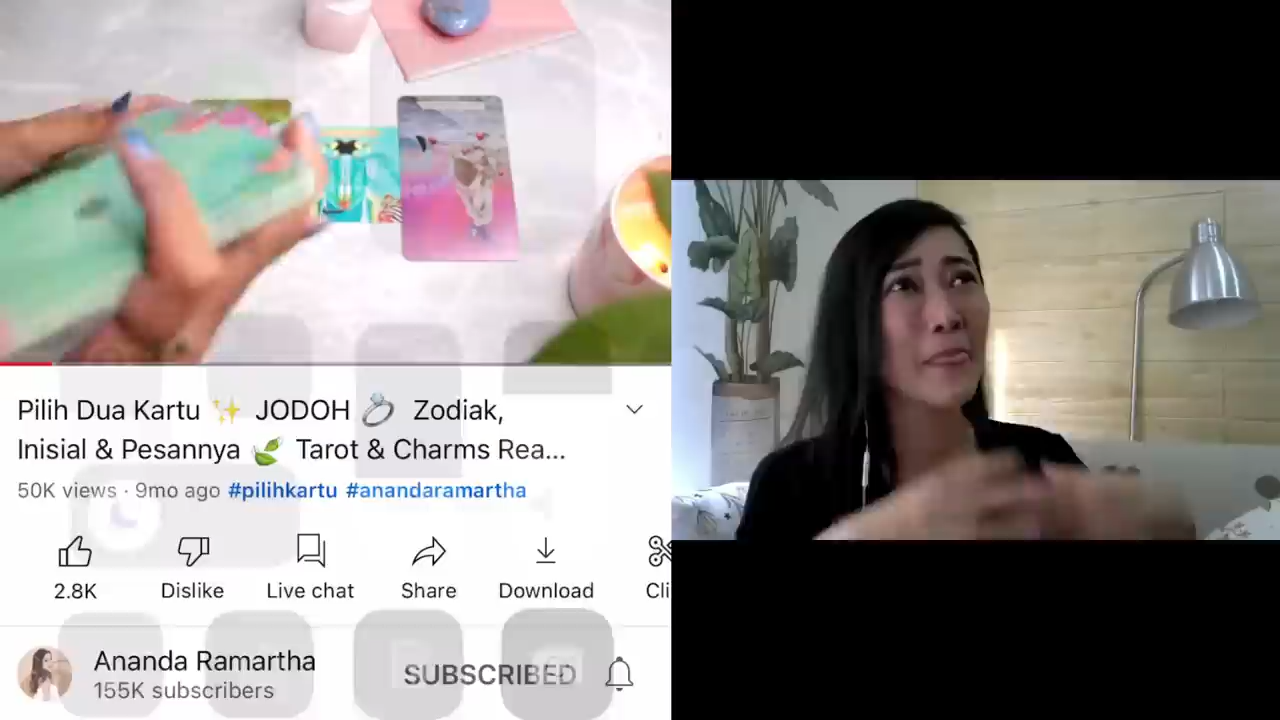 Pilih Dua Kartu ✨ JODOH 💍 Zodiak,
Inisial & Pesannya 🍃 Tarot & Charms Rea...
50K views · 9mo ago #pilihkartu #anandaramartha
2.8K
Dislike
Live chat
Share
Download
Cli
Ananda Ramartha
155K subscribers
SUBSCRIBED